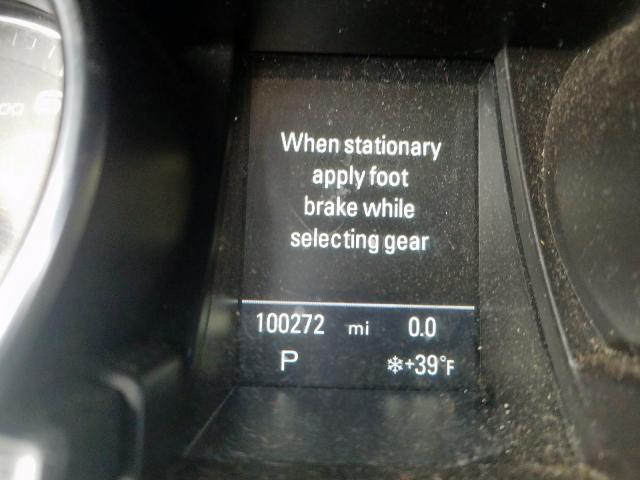 When stationary
apply foot
brake while
selecting gear
100272 mi 0.0
P ❄+39°F